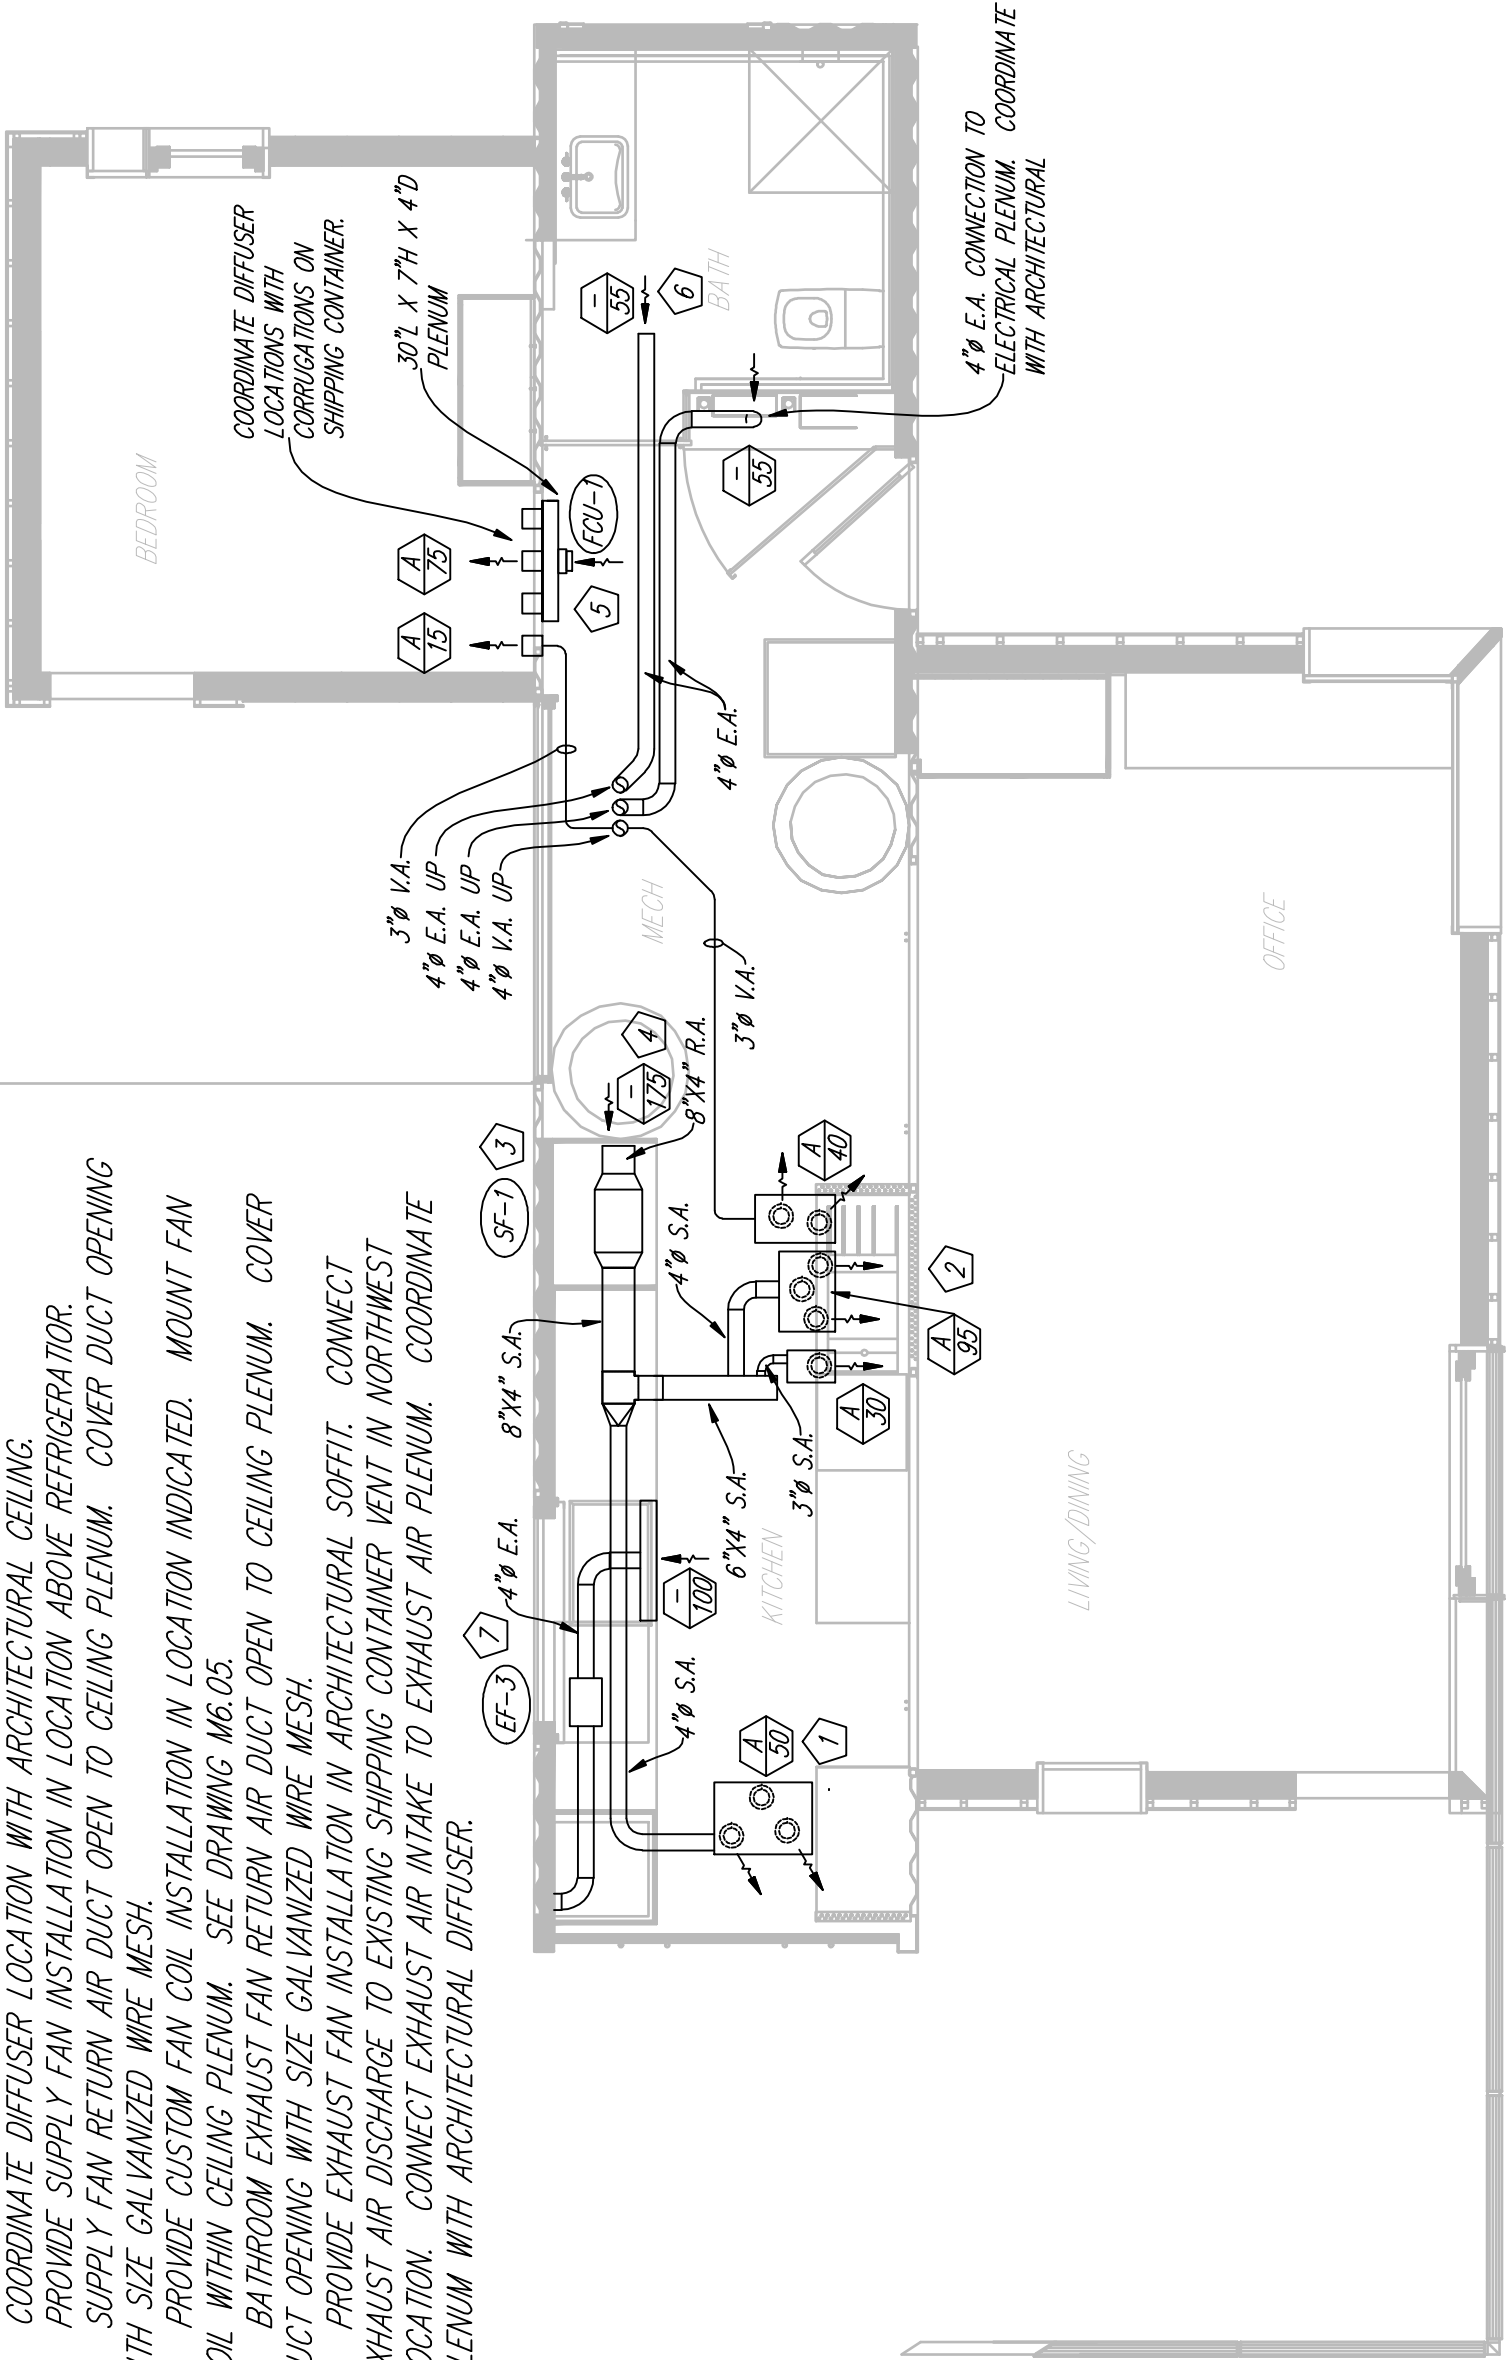 COORDINATE DIFFUSER LOCATION WITH ARCHITECTURAL CEILING.
PROVIDE SUPPLY FAN INSTALLATION IN LOCATION ABOVE REFRIGERATOR.
SUPPLY FAN RETURN AIR DUCT OPEN TO CEILING PLENUM. COVER DUCT OPENING
TH SIZE GALVANIZED WIRE MESH.
PROVIDE CUSTOM FAN COIL INSTALLATION IN LOCATION INDICATED. MOUNT FAN
OIL WITHIN CEILING PLENUM. SEE DRAWING M6.05.
BATHROOM EXHAUST FAN RETURN AIR DUCT OPEN TO CEILING PLENUM. COVER
UCT OPENING WITH SIZE GALVANIZED WIRE MESH.
PROVIDE EXHAUST FAN INSTALLATION IN ARCHITECTURAL SOFFIT. CONNECT
XHAUST AIR DISCHARGE TO EXISTING SHIPPING CONTAINER VENT IN NORTHWEST
OCATION. CONNECT EXHAUST AIR INTAKE TO EXHAUST AIR PLENUM. COORDINATE
LENUM WITH ARCHITECTURAL DIFFUSER.
BEDROOM
COORDINATE DIFFUSER
LOCATIONS WITH
CORRUGATIONS ON
SHIPPING CONTAINER.
30"L X 7"H X 4"D
PLENUM
A
75
A
15
FCU-1
5
3"ø V.A.
4"ø E.A. UP
4"ø E.A. UP
4"ø V.A. UP
-
55
6
BATH
-
55
4"ø E.A. CONNECTION TO
ELECTRICAL PLENUM. COORDINATE
WITH ARCHITECTURAL
4"ø E.A.
MECH
3"ø V.A.
3
SF-1
4
-
175
8"X4" R.A.
8"X4" S.A.
4"ø S.A.
A
40
2
A
95
A
30
3"ø S.A.
6"X4" S.A.
7
EF-3
4"ø E.A.
-
100
KITCHEN
4"ø S.A.
A
50
1
OFFICE
LIVING/DINING